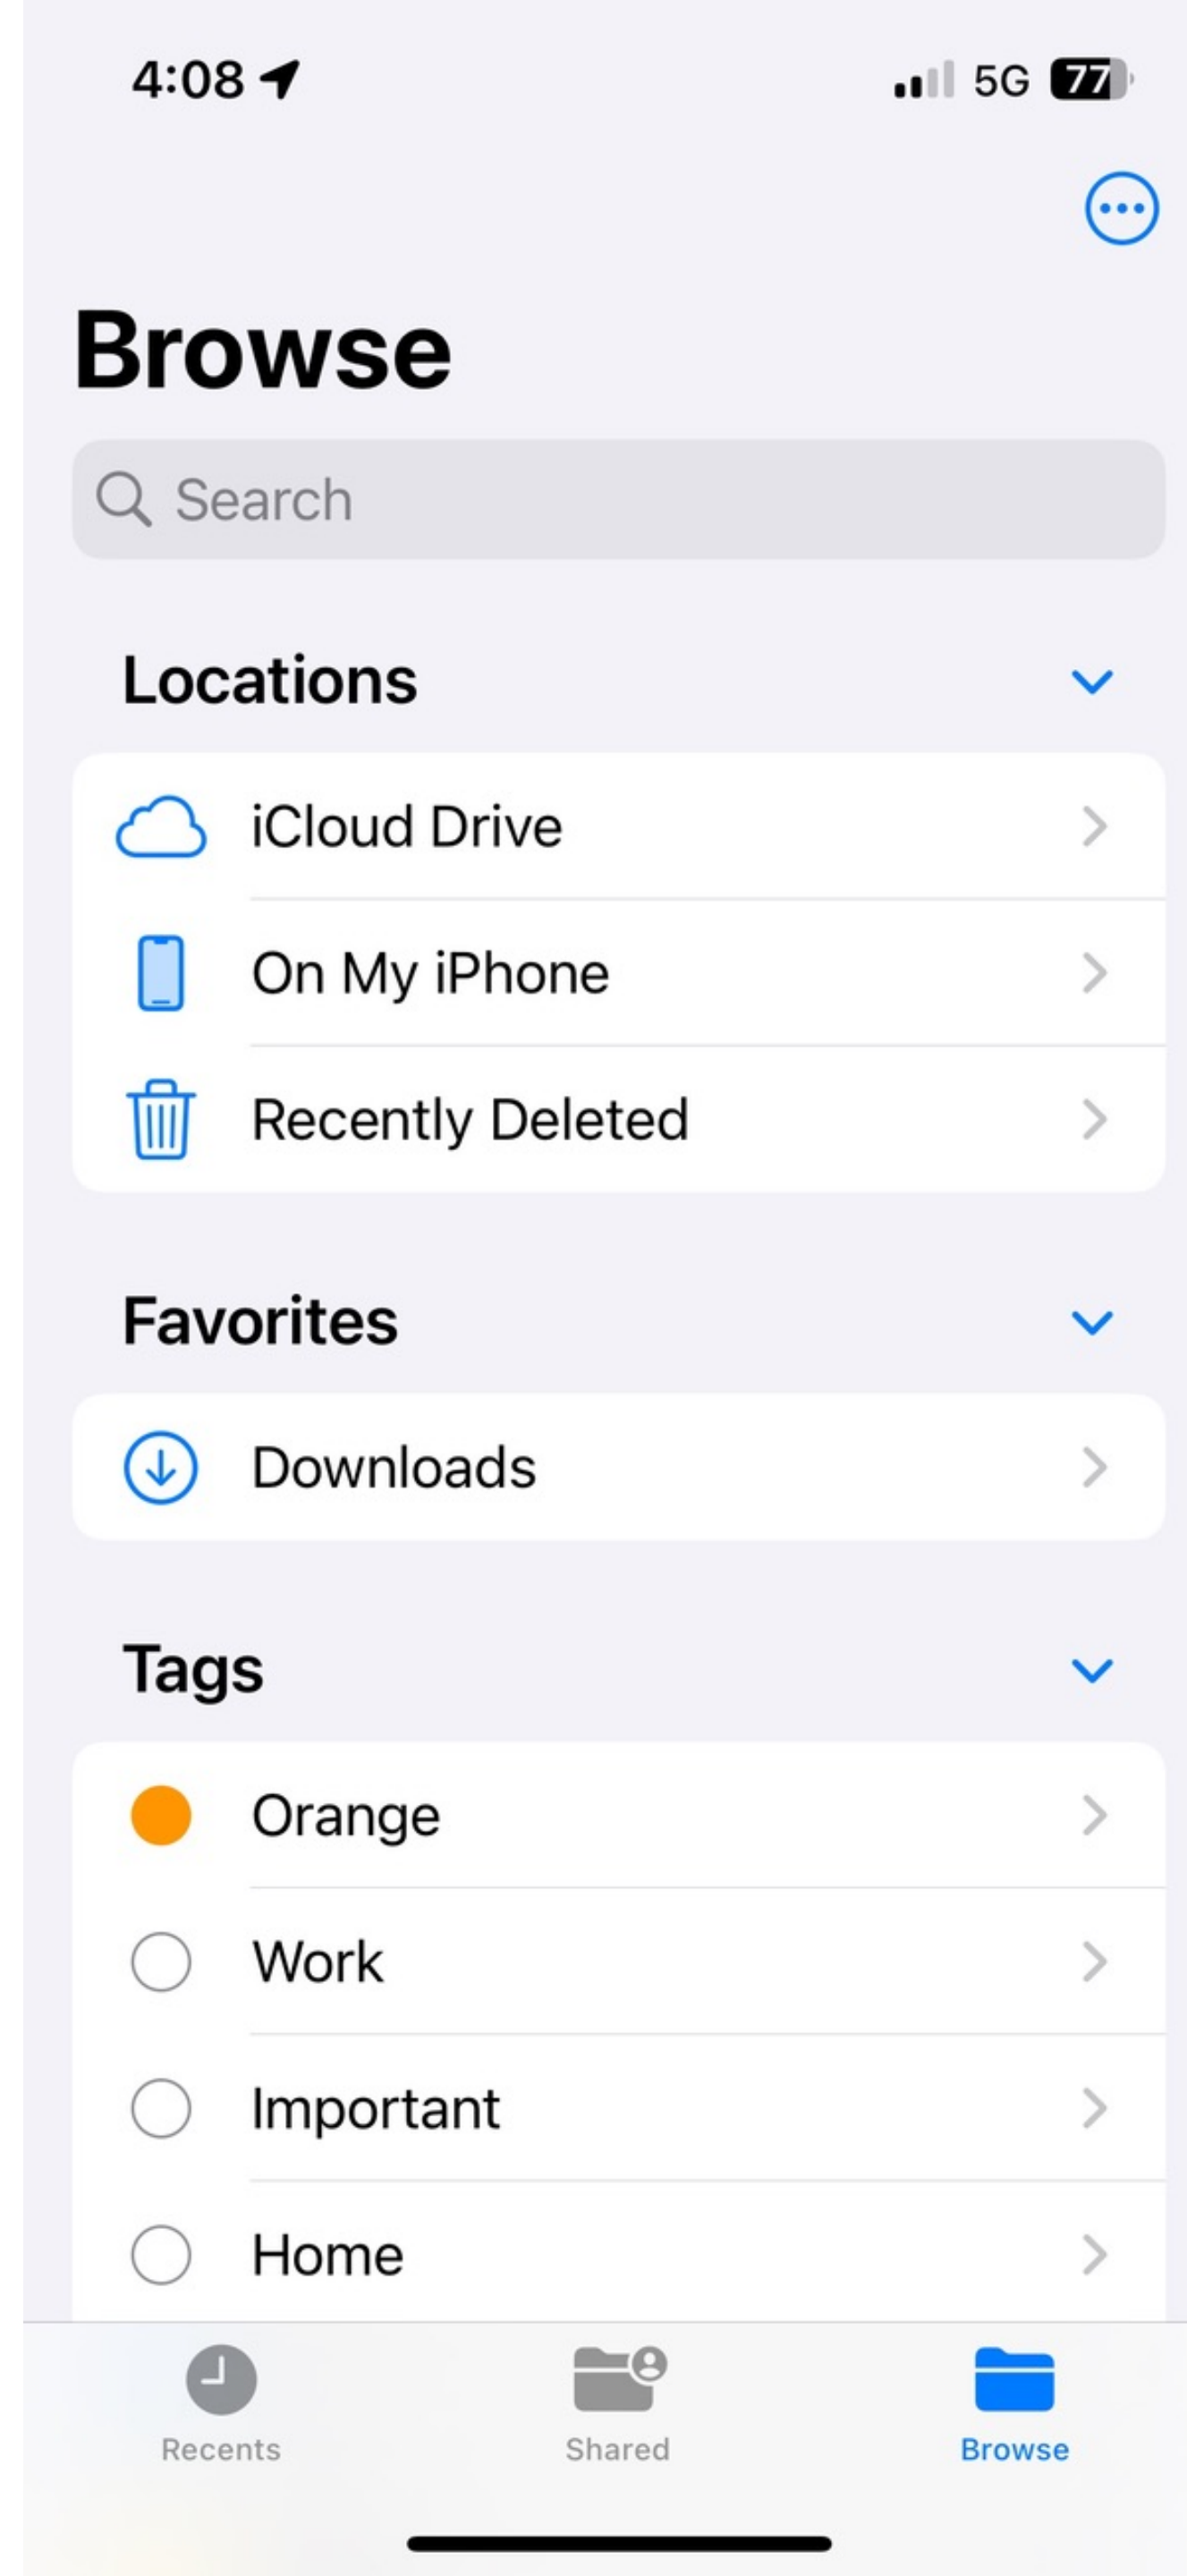 4:08 5G 77
Browse
Search
Locations
iCloud Drive
On My iPhone
Recently Deleted
Favorites
Downloads
Tags
Orange
Work
Important
Home
Recents Shared Browse